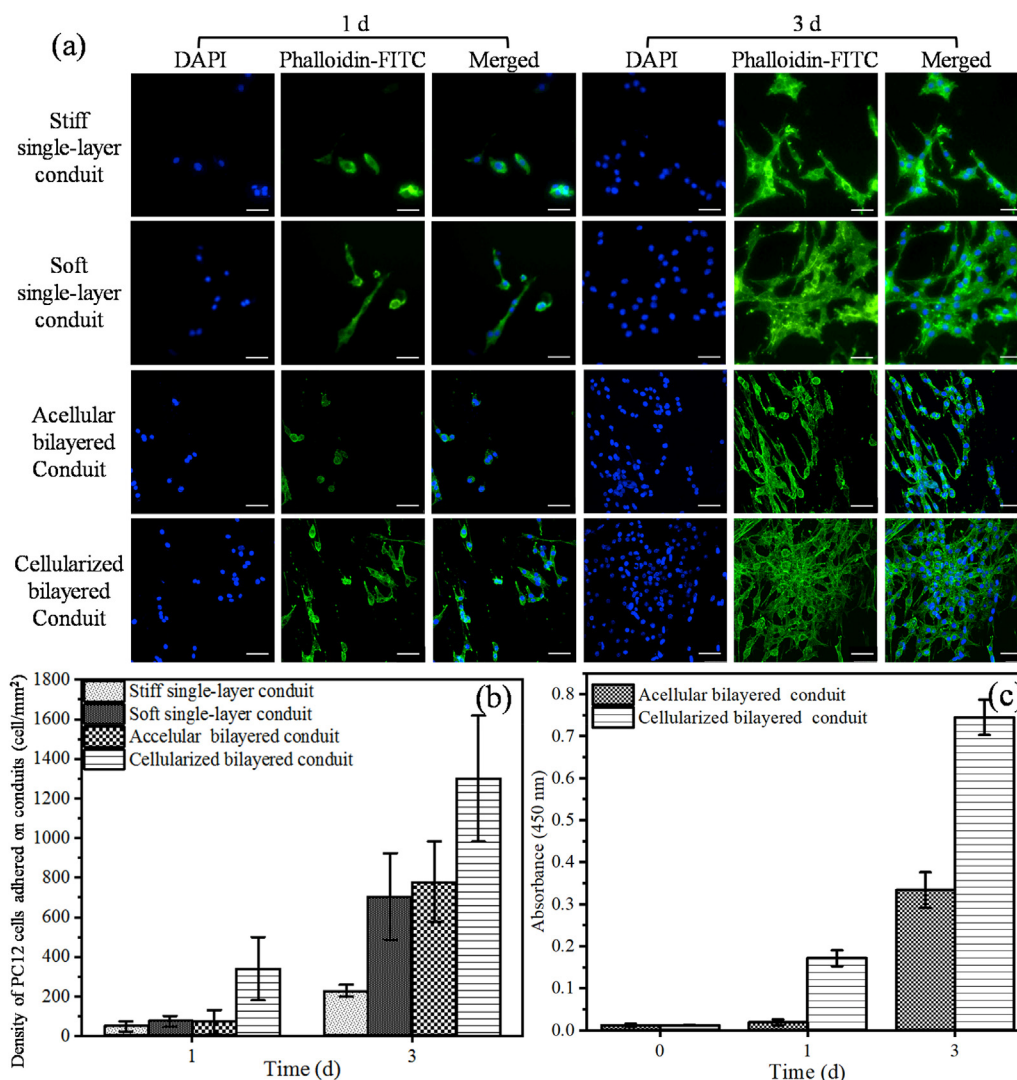 (a)
1 d
3 d
DAPI Phalloidin-FITC Merged DAPI Phalloidin-FITC Merged
Stiff
single-layer
conduit
Soft
single-layer
conduit
Acellular
bilayered
Conduit
Cellularized
bilayered
Conduit
(b)
Density of PC12 cells adhered on conduits (cell/mm²)
1800
1600
1400
1200
1000
800
600
400
200
0
Stiff single-layer conduit
Soft single-layer conduit
Accelular bilayered conduit
Cellularized bilayered conduit
1 3
Time (d)
(c)
Absorbance (450 nm)
0.8
0.7
0.6
0.5
0.4
0.3
0.2
0.1
0.0
Acellular bilayered conduit
Cellularized bilayered conduit
0 1 3
Time (d)